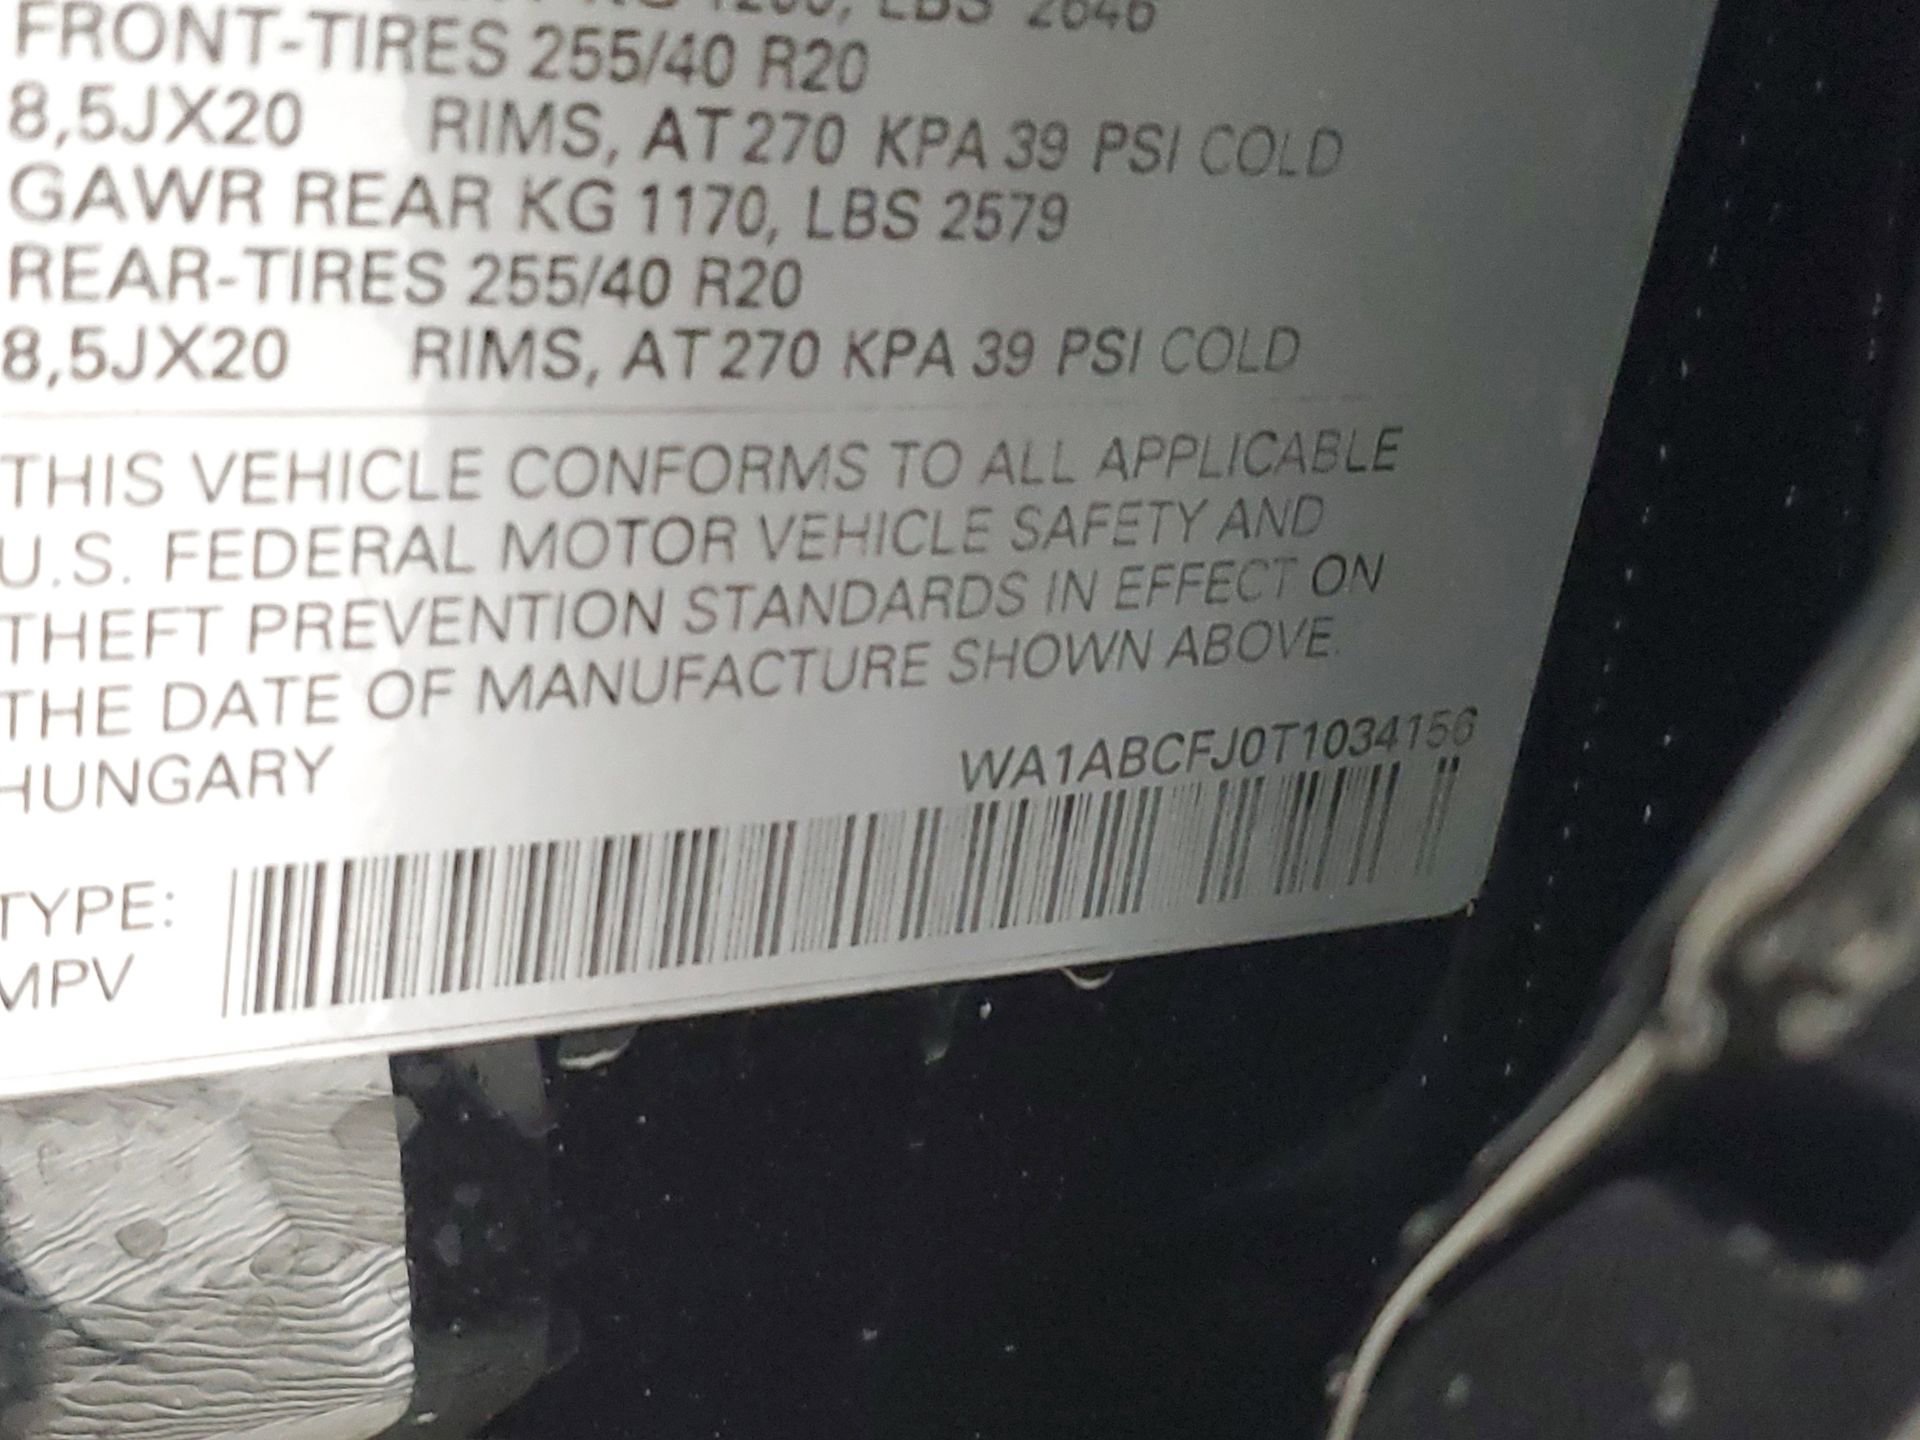 LBS 2646
FRONT-TIRES 255/40 R20
8,5JX20 RIMS, AT 270 KPA 39 PSI COLD
GAWR REAR KG 1170, LBS 2579
REAR-TIRES 255/40 R20
8,5JX20 RIMS, AT 270 KPA 39 PSI COLD
THIS VEHICLE CONFORMS TO ALL APPLICABLE
U.S. FEDERAL MOTOR VEHICLE SAFETY AND
THEFT PREVENTION STANDARDS IN EFFECT ON
THE DATE OF MANUFACTURE SHOWN ABOVE.
HUNGARY
WA1ABCFJ0T1034156
TYPE:
MPV